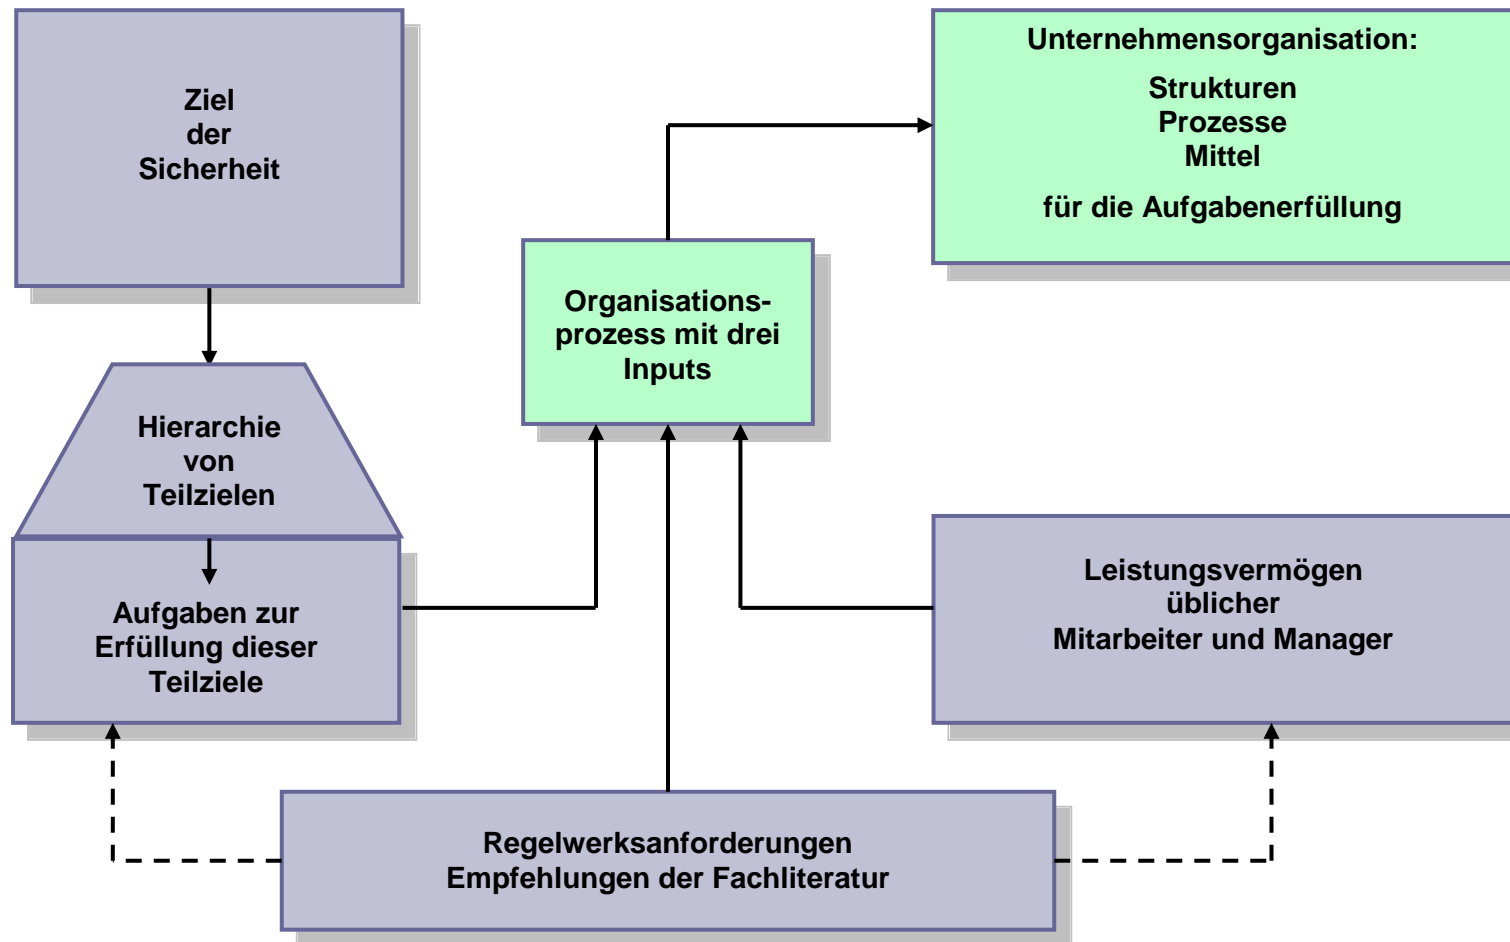 Ziel
der
Sicherheit
Unternehmensorganisation:
Strukturen
Prozesse
Mittel
für die Aufgabenerfüllung
Organisations-
prozess mit drei
Inputs
Hierarchie
von
Teilzielen
Aufgaben zur
Erfüllung dieser
Teilziele
Leistungsvermögen
üblicher
Mitarbeiter und Manager
Regelwerksanforderungen
Empfehlungen der Fachliteratur